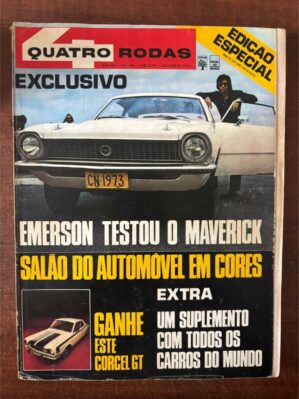 4
QUATRO RODAS
EDIÇÃO
ESPECIAL
EXCLUSIVO
CN·1973
EMERSON TESTOU O MAVERICK
SALÃO DO AUTOMÓVEL EM CORES
EXTRA
GANHE
ESTE
CORCEL GT
UM SUPLEMENTO
COM TODOS OS
CARROS DO MUNDO